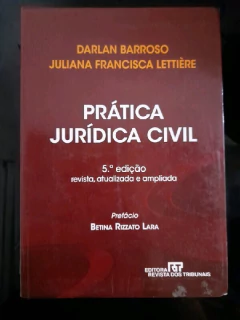 DARLAN BARROSO
JULIANA FRANCISCA LETTIÈRE
PRÁTICA
JURÍDICA CIVIL
5.ª edição
revista, atualizada e ampliada
Prefácio
BETINA RIZZATO LARA
EDITORA RT
REVISTA DOS TRIBUNAIS